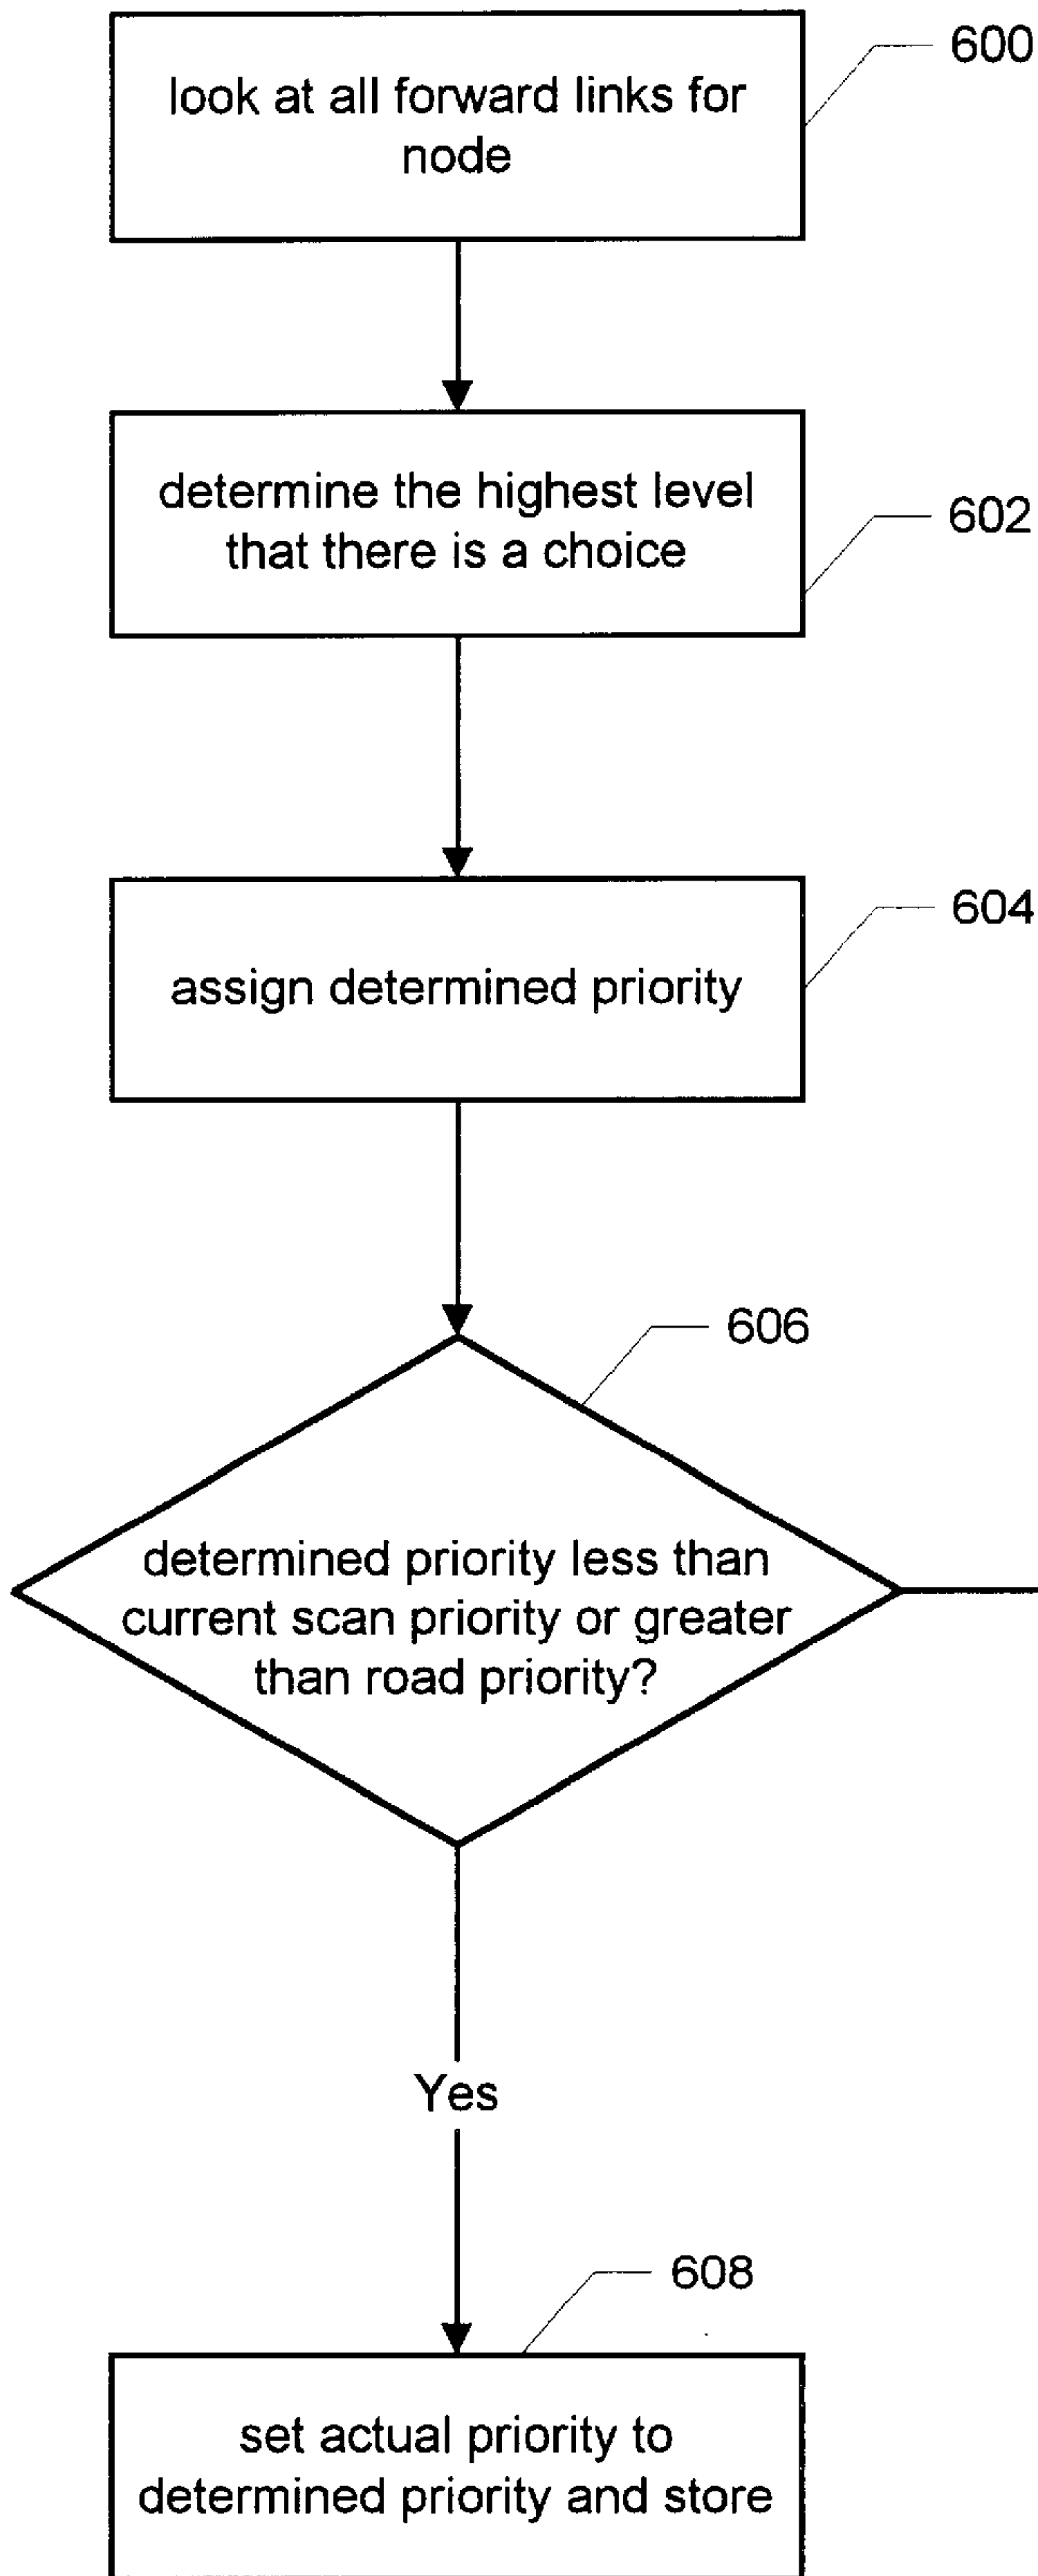 600
look at all forward links for
node
602
determine the highest level
that there is a choice
604
assign determined priority
606
determined priority less than
current scan priority or greater
than road priority?
Yes
608
set actual priority to
determined priority and store